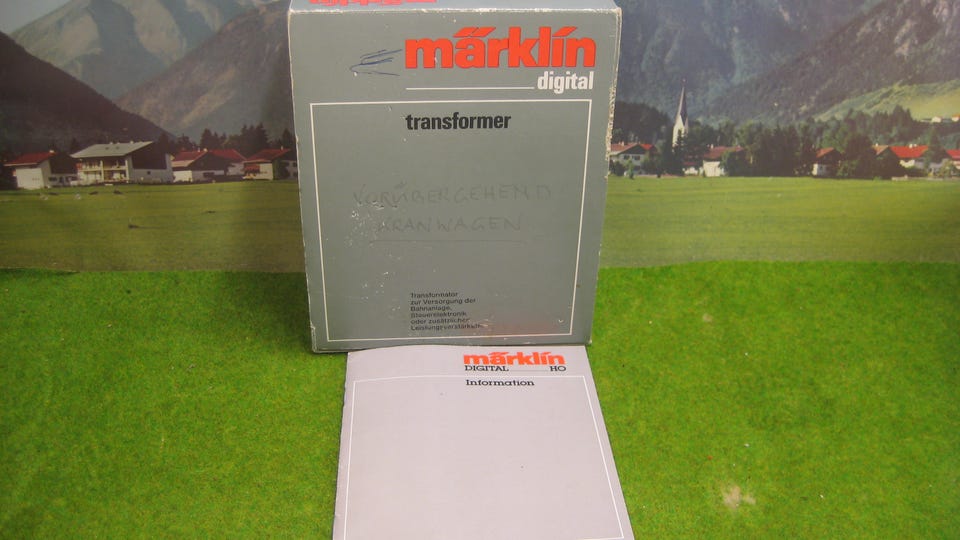 märklin
digital
transformer
VORÜBERGEHEND
KRANWAGEN
Transformator
zur Versorgung der
Bahnanlage,
Steuerelektronik
oder zusätzlicher
Leistungsverstärker.
märklin
DIGITAL HO
Information